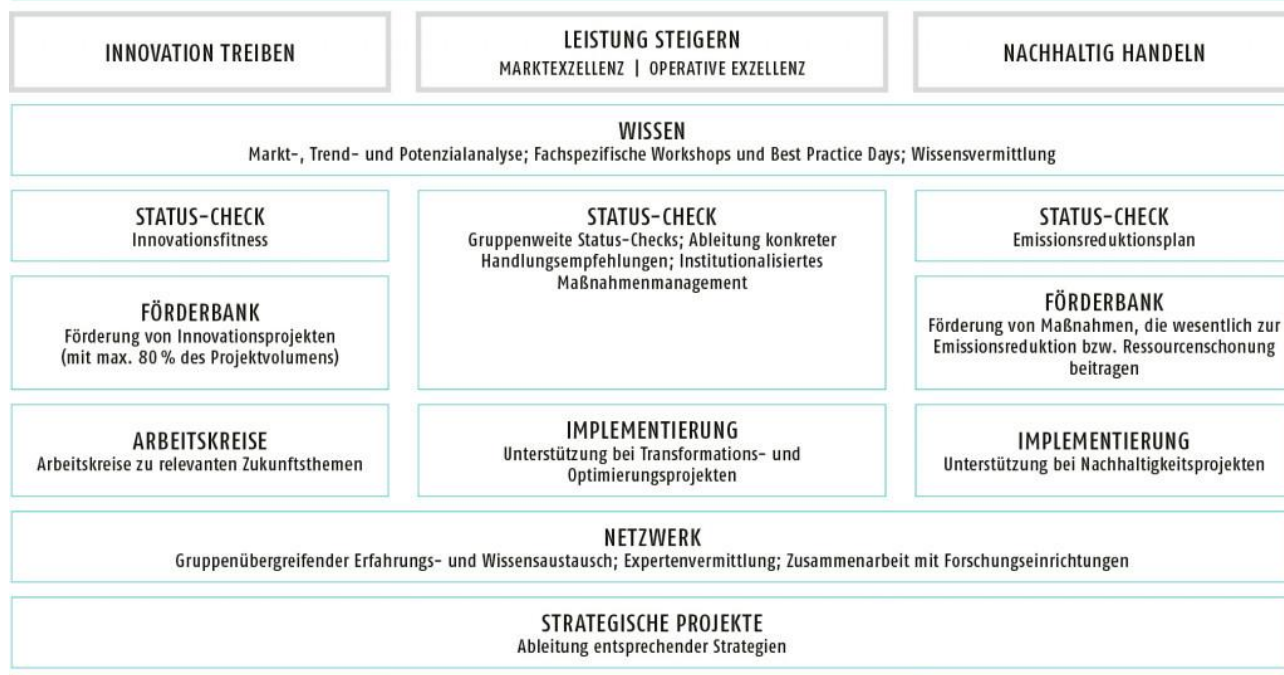 INNOVATION TREIBEN
LEISTUNG STEIGERN
MARKTEXZELLENZ | OPERATIVE EXZELLENZ
NACHHALTIG HANDELN
WISSEN
Markt-, Trend- und Potenzialanalyse; Fachspezifische Workshops und Best Practice Days; Wissensvermittlung
STATUS-CHECK
Innovationsfitness
STATUS-CHECK
Gruppenweite Status-Checks; Ableitung konkreter
Handlungsempfehlungen; Institutionalisiertes
Maßnahmenmanagement
STATUS-CHECK
Emissionsreduktionsplan
FÖRDERBANK
Förderung von Innovationsprojekten
(mit max. 80 % des Projektvolumens)
FÖRDERBANK
Förderung von Maßnahmen, die wesentlich zur
Emissionsreduktion bzw. Ressourcenschonung
beitragen
ARBEITSKREISE
Arbeitskreise zu relevanten Zukunftsthemen
IMPLEMENTIERUNG
Unterstützung bei Transformations- und
Optimierungsprojekten
IMPLEMENTIERUNG
Unterstützung bei Nachhaltigkeitsprojekten
NETZWERK
Gruppenübergreifender Erfahrungs- und Wissensaustausch; Expertenvermittlung; Zusammenarbeit mit Forschungseinrichtungen
STRATEGISCHE PROJEKTE
Ableitung entsprechender Strategien